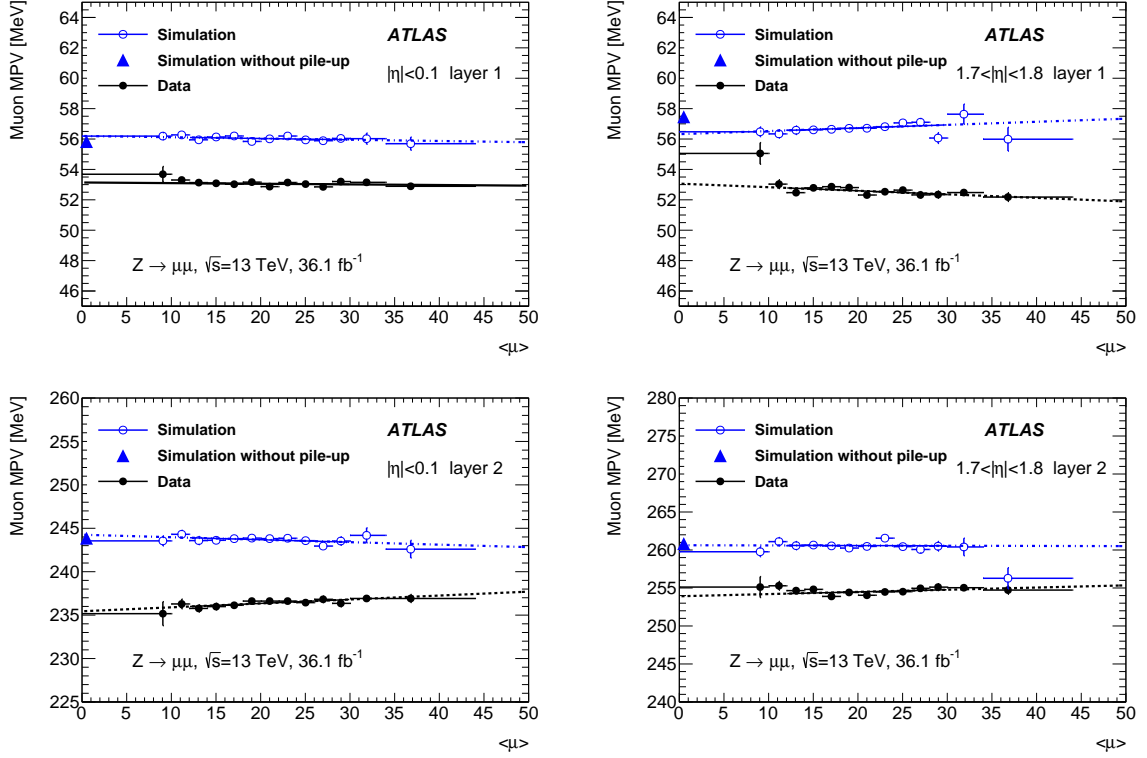 Muon MPV [MeV]
64
62
60
58
56
54
52
50
48
46
Simulation
Simulation without pile-up
Data
ATLAS
|η|<0.1 layer 1
Z → μμ, √s=13 TeV, 36.1 fb⁻¹
0 5 10 15 20 25 30 35 40 45 50
<μ>
Muon MPV [MeV]
64
62
60
58
56
54
52
50
48
46
Simulation
Simulation without pile-up
Data
ATLAS
1.7<|η|<1.8 layer 1
Z → μμ, √s=13 TeV, 36.1 fb⁻¹
0 5 10 15 20 25 30 35 40 45 50
<μ>
Muon MPV [MeV]
260
255
250
245
240
235
230
225
Simulation
Simulation without pile-up
Data
ATLAS
|η|<0.1 layer 2
Z → μμ, √s=13 TeV, 36.1 fb⁻¹
0 5 10 15 20 25 30 35 40 45 50
<μ>
Muon MPV [MeV]
280
275
270
265
260
255
250
245
240
Simulation
Simulation without pile-up
Data
ATLAS
1.7<|η|<1.8 layer 2
Z → μμ, √s=13 TeV, 36.1 fb⁻¹
0 5 10 15 20 25 30 35 40 45 50
<μ>